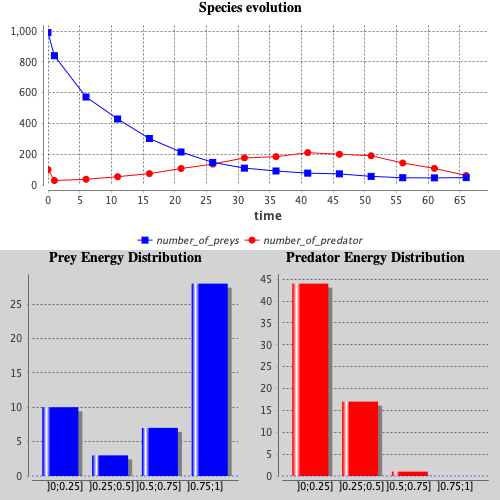 Species evolution
1,000
800
600
400
200
0
0 5 10 15 20 25 30 35 40 45 50 55 60 65
time
number_of_preys number_of_predator
Prey Energy Distribution
25
20
15
10
5
0
]0;0.25] ]0.25;0.5] ]0.5;0.75] ]0.75;1]
Predator Energy Distribution
45
40
35
30
25
20
15
10
5
0
]0;0.25] ]0.25;0.5] ]0.5;0.75] ]0.75;1]